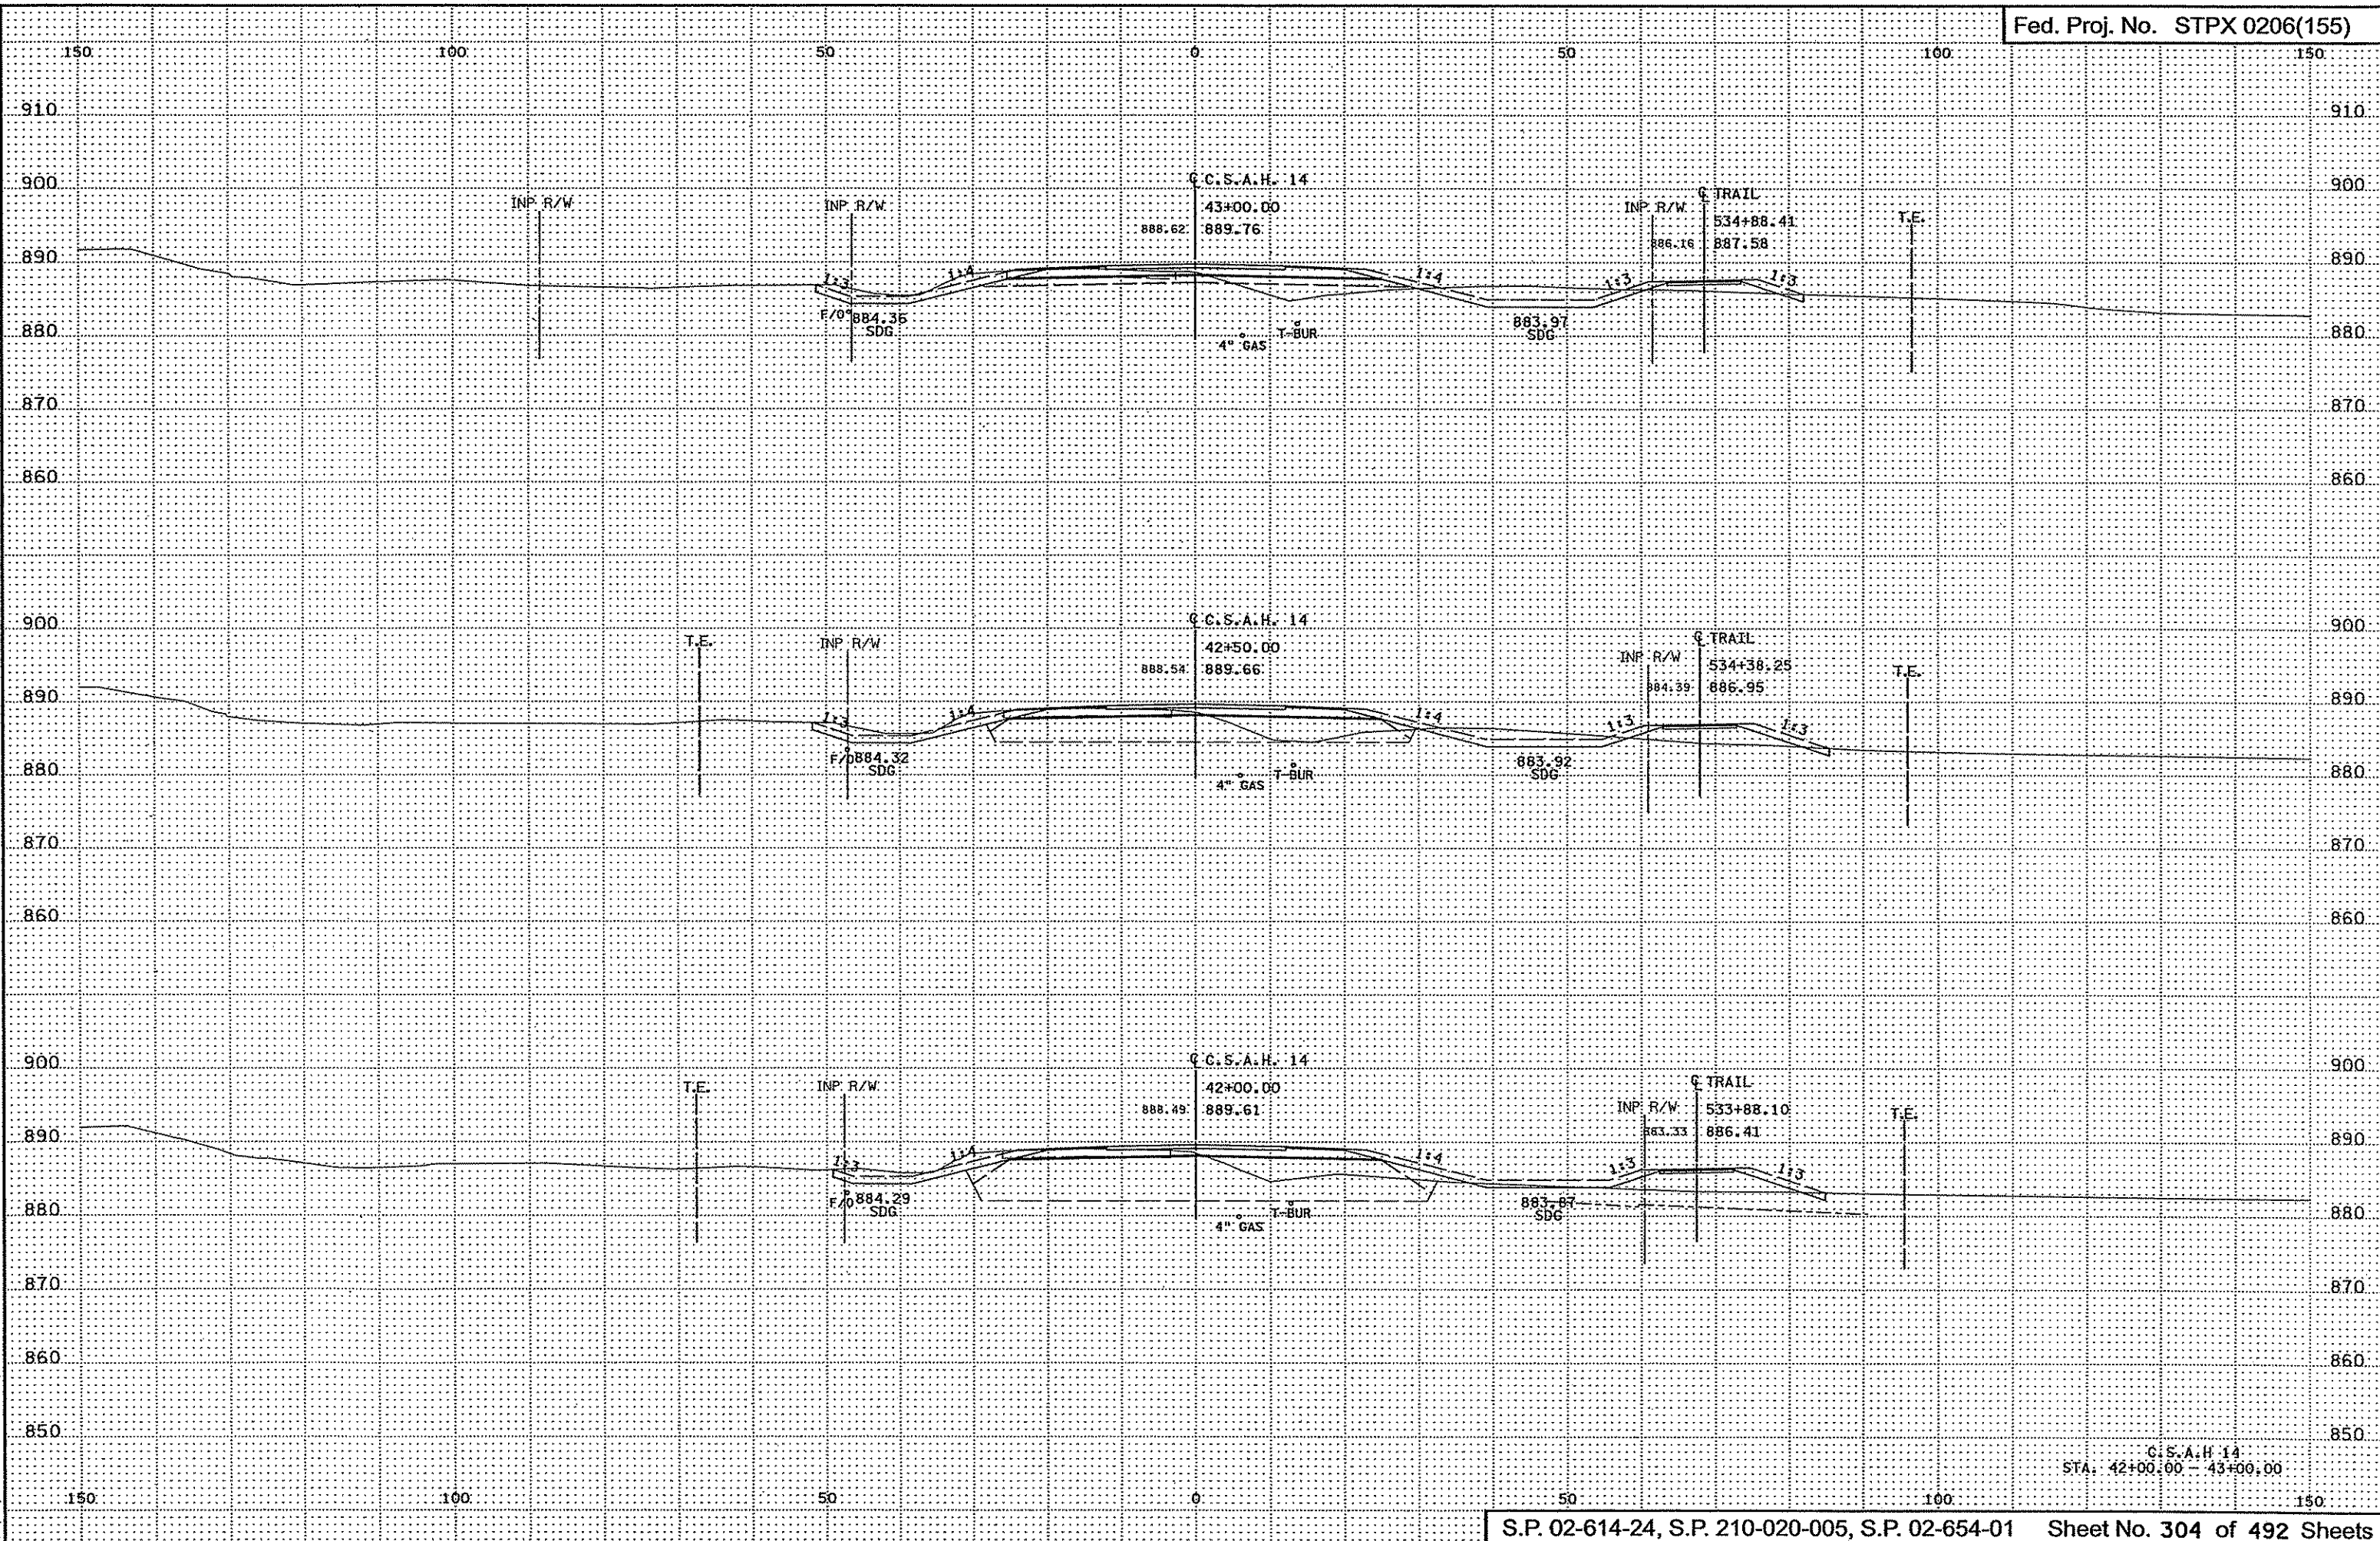 Fed. Proj. No. STPX 0206(155)
150 100 50 0 50 100 150
910 910
900 900
890 890
880 880
870 870
860 860
INP R/W
INP R/W
℄ C.S.A.H. 14
43+00.00
888.62 889.76
INP R/W
℄ TRAIL
534+88.41
886.16 887.58
T.E.
1:3
1:4
1:4
1:3
1:3
F/O
884.36
SDG
4" GAS
T-BUR
883.97
SDG
900 900
890 890
880 880
870 870
860 860
T.E.
INP R/W
℄ C.S.A.H. 14
42+50.00
888.54 889.66
INP R/W
℄ TRAIL
534+38.25
884.39 886.95
T.E.
1:3
1:4
1:4
1:3
1:3
F/O
884.32
SDG
4" GAS
T-BUR
883.92
SDG
900 900
890 890
880 880
870 870
860 860
850 850
T.E.
INP R/W
℄ C.S.A.H. 14
42+00.00
888.49 889.61
INP R/W
℄ TRAIL
533+88.10
883.33 886.41
T.E.
1:3
1:4
1:4
1:3
1:3
F/O
884.29
SDG
4" GAS
T-BUR
883.87
SDG
C.S.A.H 14
STA. 42+00.00 - 43+00.00
150 100 50 0 50 100 150
S.P. 02-614-24, S.P. 210-020-005, S.P. 02-654-01 Sheet No. 304 of 492 Sheets